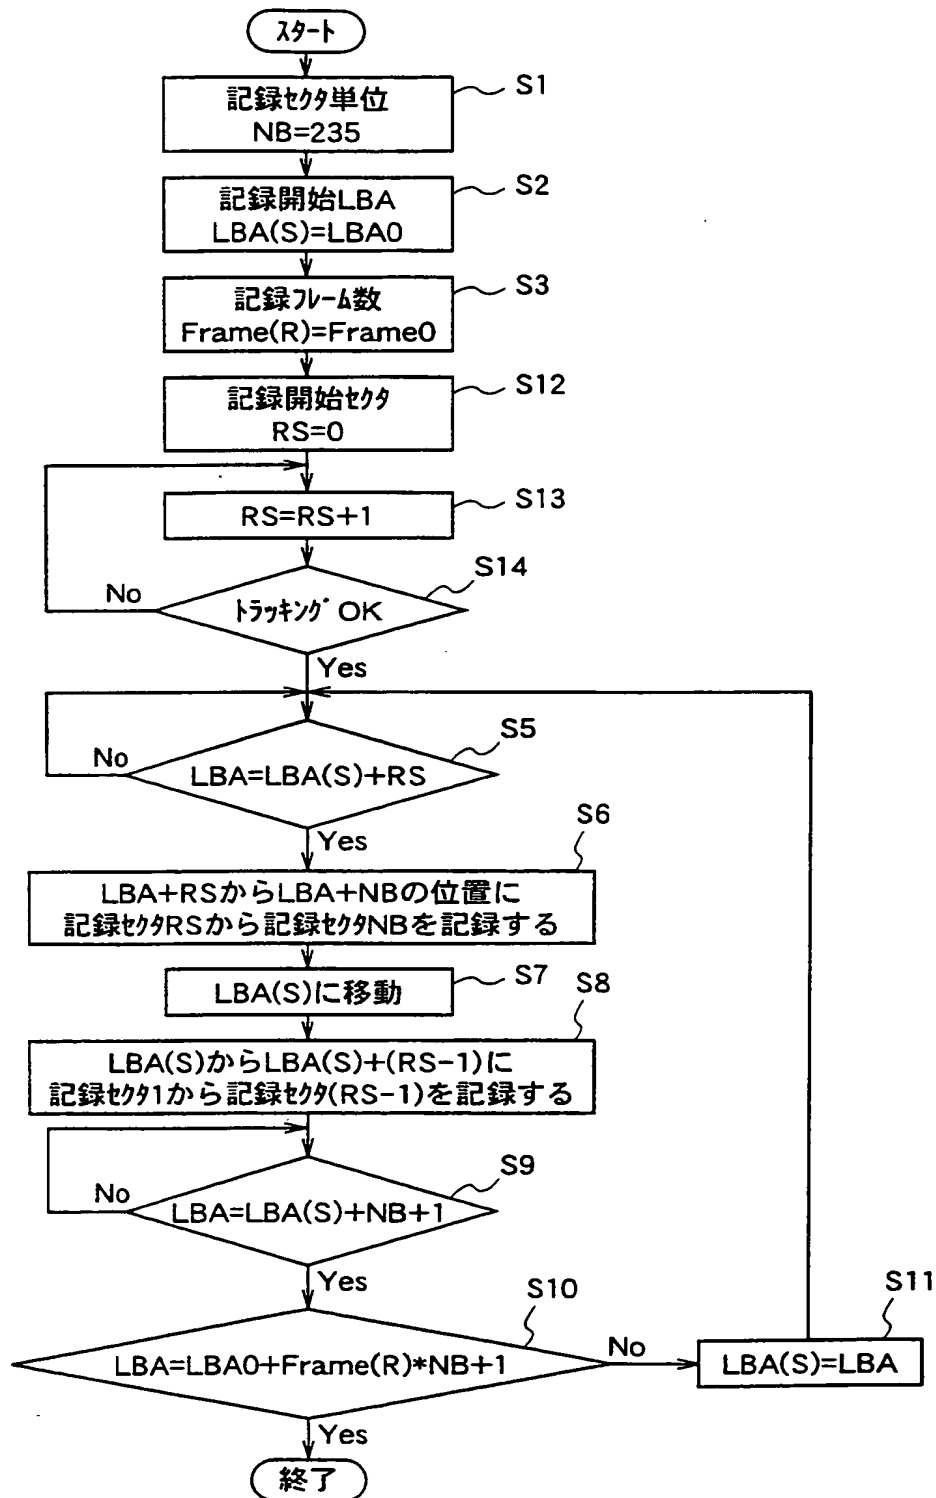 スタート
記録セクタ単位
NB=235
S1
記録開始LBA
LBA(S)=LBA0
S2
記録フレーム数
Frame(R)=Frame0
S3
記録開始セクタ
RS=0
S12
RS=RS+1
S13
トラッキング OK
S14
No
Yes
LBA=LBA(S)+RS
S5
No
Yes
LBA+RSからLBA+NBの位置に
記録セクタRSから記録セクタNBを記録する
S6
LBA(S)に移動
S7
LBA(S)からLBA(S)+(RS-1)に
記録セクタ1から記録セクタ(RS-1)を記録する
S8
LBA=LBA(S)+NB+1
S9
No
Yes
LBA=LBA0+Frame(R)*NB+1
S10
No
LBA(S)=LBA
S11
Yes
終了